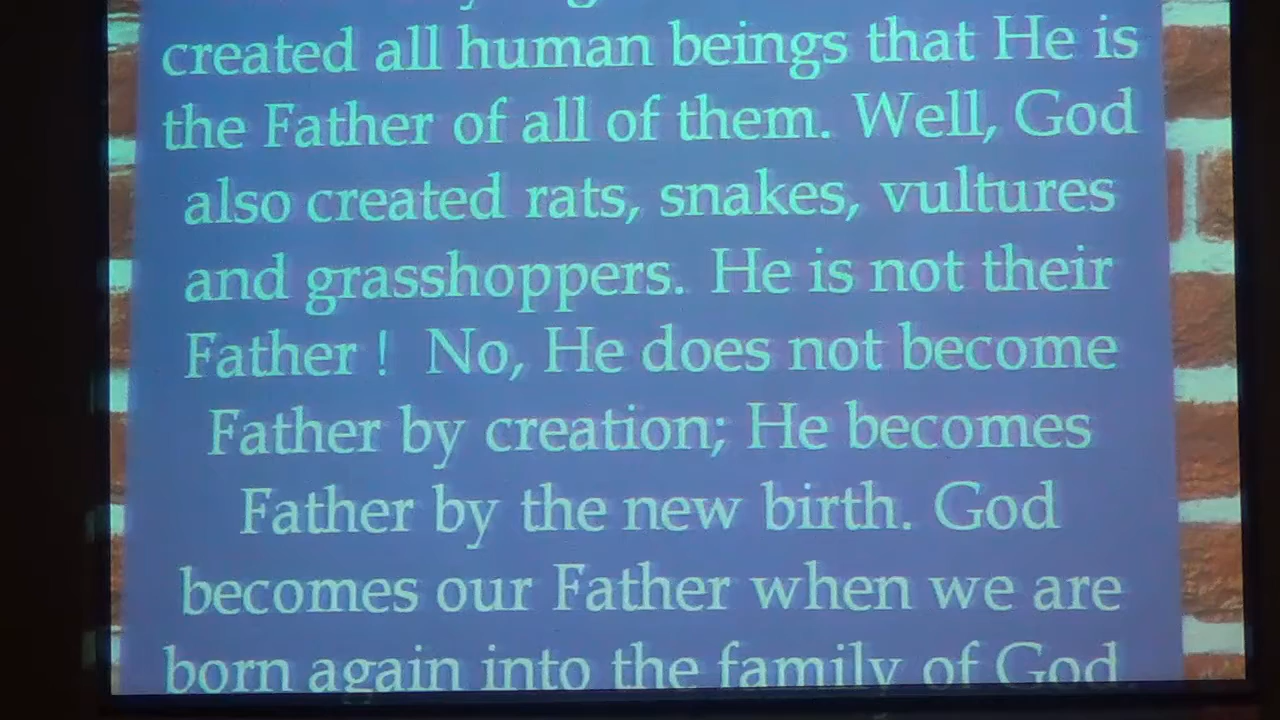 created all human beings that He is
the Father of all of them. Well, God
also created rats, snakes, vultures
and grasshoppers. He is not their
Father ! No, He does not become
Father by creation; He becomes
Father by the new birth. God
becomes our Father when we are
born again into the family of God.